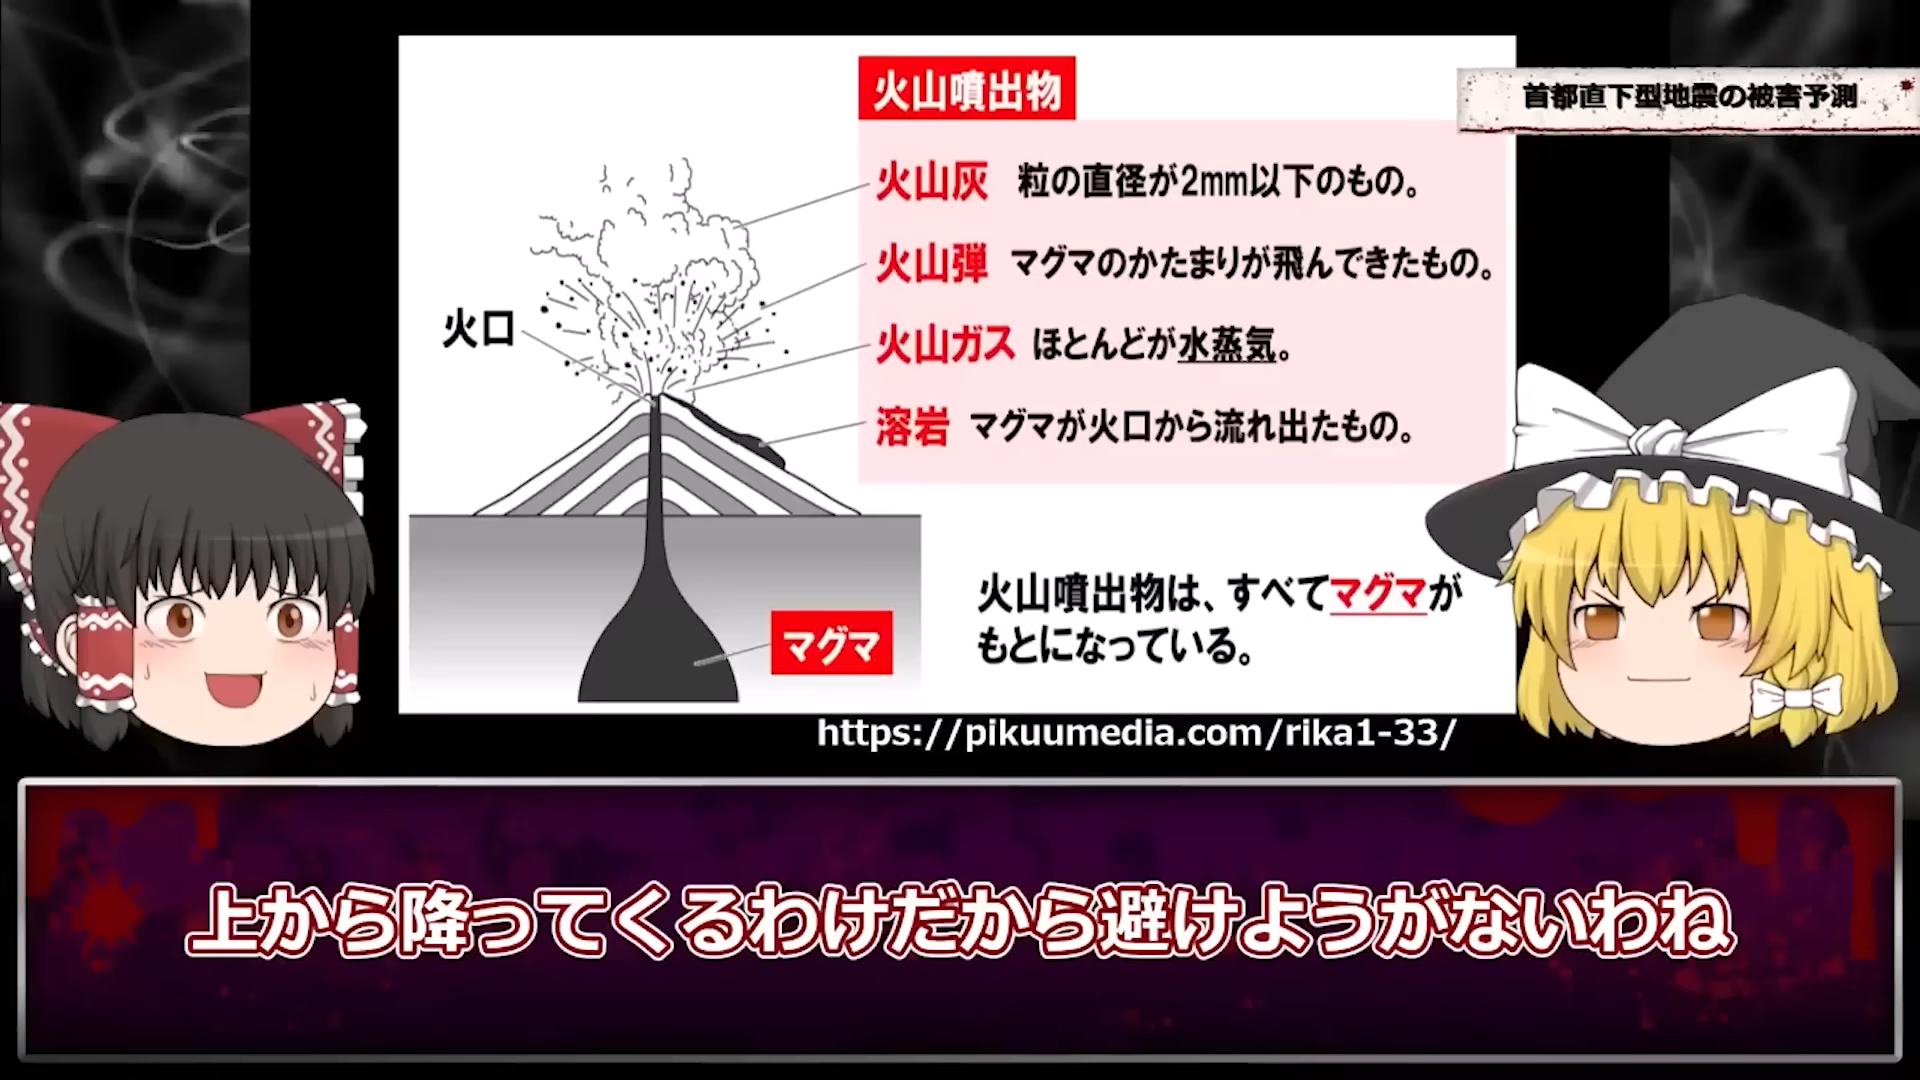 火山噴出物
首都直下型地震の被害予測
火山灰 粒の直径が2mm以下のもの。
火山弾 マグマのかたまりが飛んできたもの。
火口
火山ガス ほとんどが水蒸気。
溶岩 マグマが火口から流れ出たもの。
火山噴出物は、すべてマグマが
もとになっている。
マグマ
https://pikuumedia.com/rika1-33/
上から降ってくるわけだから避けようがないわね